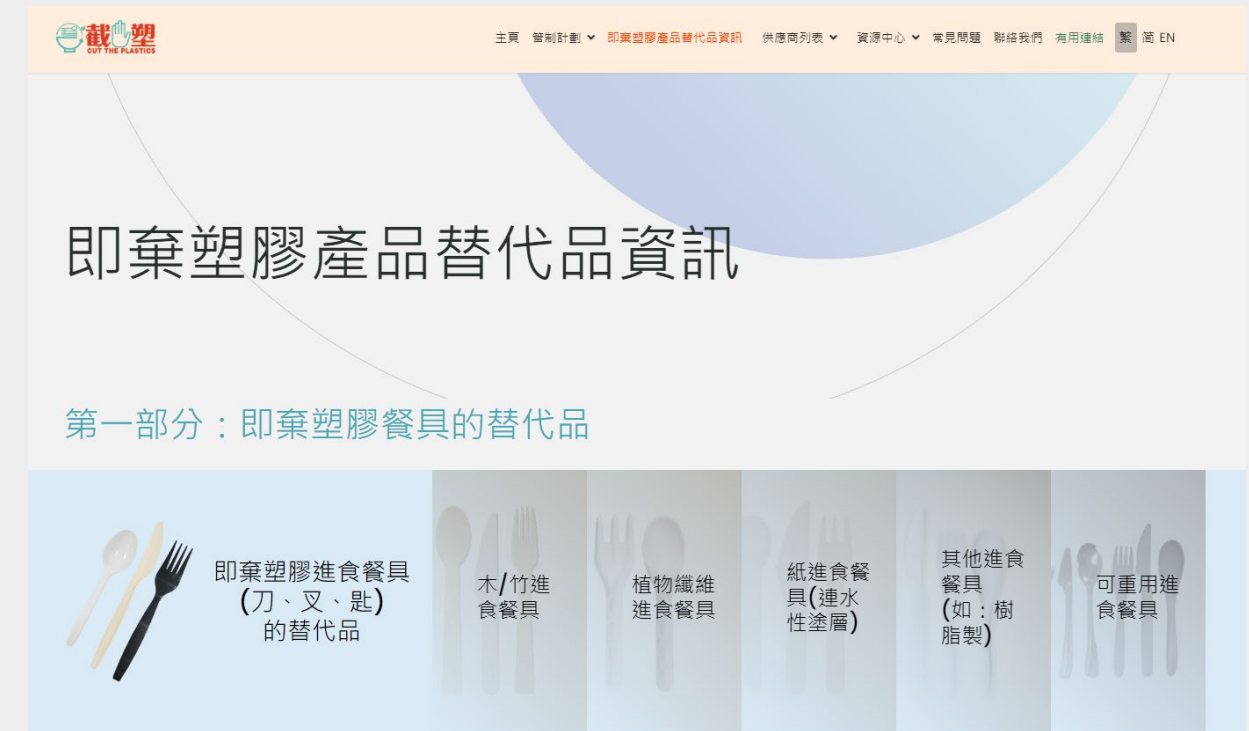 截塑
CUT THE PLASTICS
主頁 管制計劃 即棄塑膠產品替代品資訊 供應商列表 資源中心 常見問題 聯絡我們 有用連結 繁 简 EN
即棄塑膠產品替代品資訊
第一部分：即棄塑膠餐具的替代品
即棄塑膠進食餐具
(刀、叉、匙)
的替代品
木/竹進
食餐具
植物纖維
進食餐具
紙進食餐
具(連水
性塗層)
其他進食
餐具
(如：樹
脂製)
可重用進
食餐具